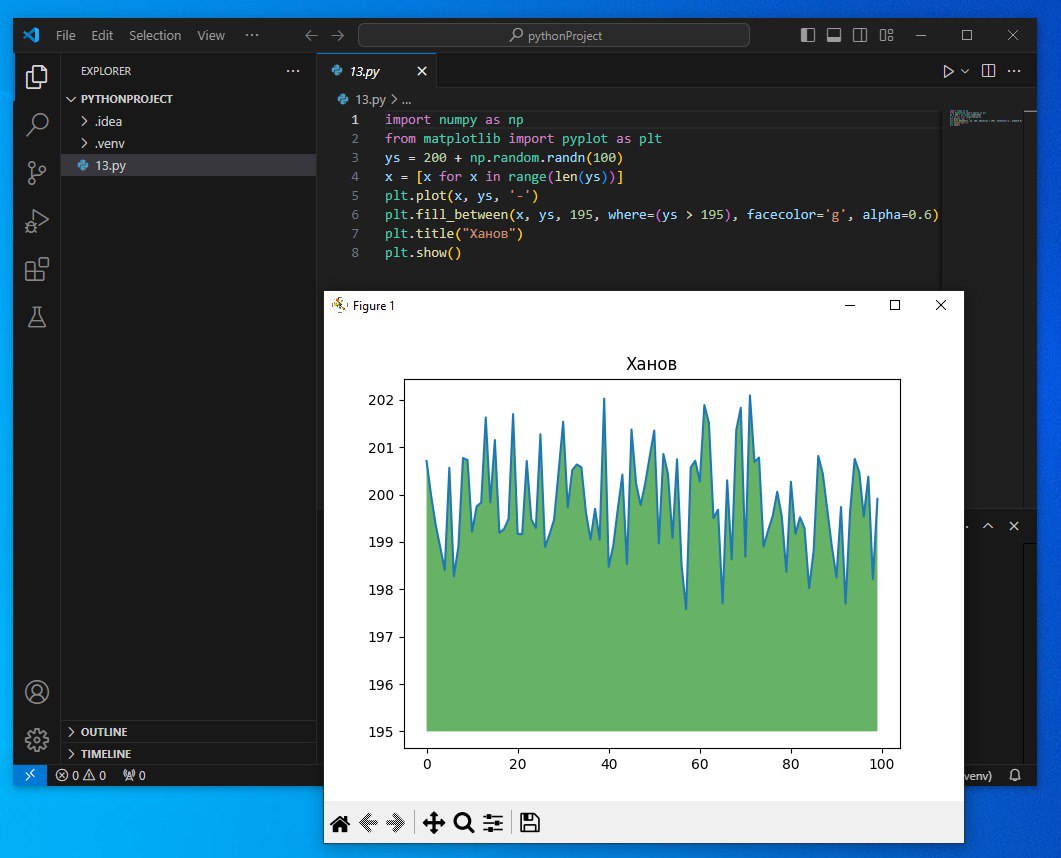 File Edit Selection View ··· pythonProject
EXPLORER ···
PYTHONPROJECT
.idea
.venv
13.py
13.py
13.py > ...
1 import numpy as np
2 from matplotlib import pyplot as plt
3 ys = 200 + np.random.randn(100)
4 x = [x for x in range(len(ys))]
5 plt.plot(x, ys, '-')
6 plt.fill_between(x, ys, 195, where=(ys > 195), facecolor='g', alpha=0.6)
7 plt.title("Ханов")
8 plt.show()
Figure 1
Ханов
202
201
200
199
198
197
196
195
0 20 40 60 80 100
OUTLINE
TIMELINE
0 0 0
venv)